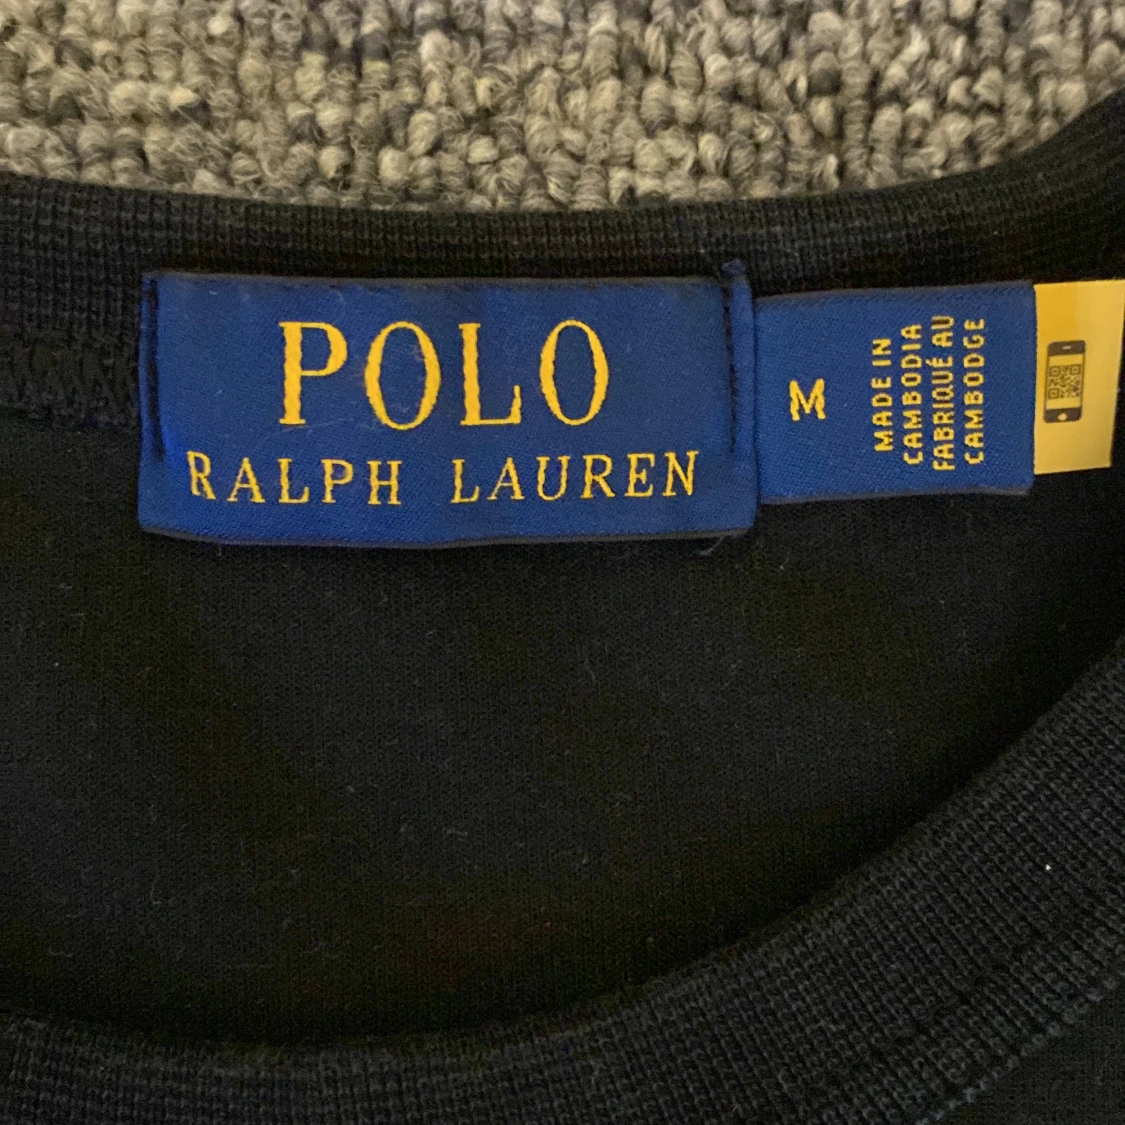 POLO
RALPH LAUREN
M
MADE IN
CAMBODIA
FABRIQUÉ AU
CAMBODGE